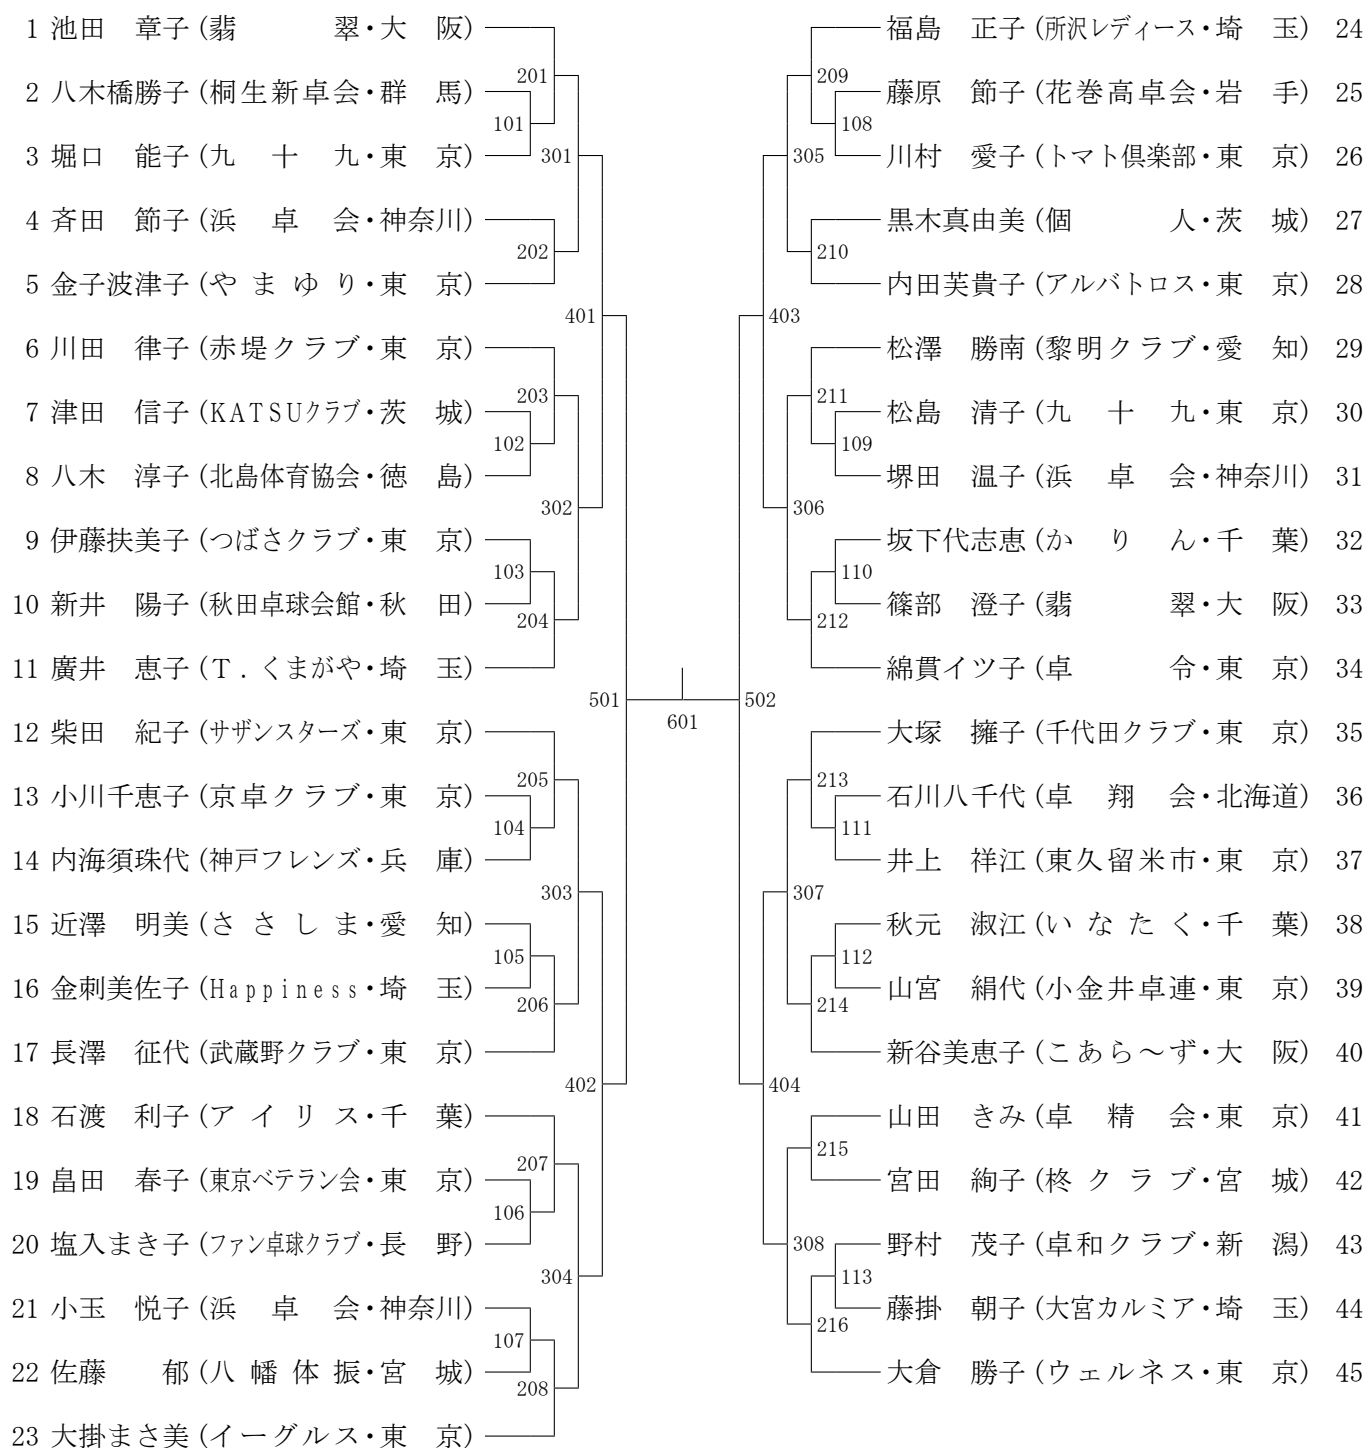 1 池田　章子 (翡　　　翠・大　阪)
2 八木橋勝子 (桐生新卓会・群　馬)
3 堀口　能子 (九　十　九・東　京)
4 斉田　節子 (浜　卓　会・神奈川)
5 金子波津子 (や ま ゆ り・東　京)
6 川田　律子 (赤堤クラブ・東　京)
7 津田　信子 (KATSUクラブ・茨　城)
8 八木　淳子 (北島体育協会・徳　島)
9 伊藤扶美子 (つばさクラブ・東　京)
10 新井　陽子 (秋田卓球会館・秋　田)
11 廣井　恵子 (T．くまがや・埼　玉)
12 柴田　紀子 (サザンスターズ・東　京)
13 小川千恵子 (京卓クラブ・東　京)
14 内海須珠代 (神戸フレンズ・兵　庫)
15 近澤　明美 (さ さ し ま・愛　知)
16 金刺美佐子 (Happiness・埼　玉)
17 長澤　征代 (武蔵野クラブ・東　京)
18 石渡　利子 (ア イ リ ス・千　葉)
19 畠田　春子 (東京ベテラン会・東　京)
20 塩入まき子 (ファン卓球クラブ・長　野)
21 小玉　悦子 (浜　卓　会・神奈川)
22 佐藤　　郁 (八 幡 体 振・宮　城)
23 大掛まさ美 (イーグルス・東　京)
101
102
103
104
105
106
107
201
202
203
204
205
206
207
208
301
302
303
304
401
402
501
601
502
403
404
305
306
307
308
209
210
211
212
213
214
215
216
108
109
110
111
112
113
福島　正子 (所沢レディース・埼　玉) 24
藤原　節子 (花巻高卓会・岩　手) 25
川村　愛子 (トマト倶楽部・東　京) 26
黒木真由美 (個　　　人・茨　城) 27
内田芙貴子 (アルバトロス・東　京) 28
松澤　勝南 (黎明クラブ・愛　知) 29
松島　清子 (九　十　九・東　京) 30
堺田　温子 (浜　卓　会・神奈川) 31
坂下代志恵 (か　り　ん・千　葉) 32
篠部　澄子 (翡　　　翠・大　阪) 33
綿貫イツ子 (卓　　　令・東　京) 34
大塚　擁子 (千代田クラブ・東　京) 35
石川八千代 (卓　翔　会・北海道) 36
井上　祥江 (東久留米市・東　京) 37
秋元　淑江 (い な た く・千　葉) 38
山宮　絹代 (小金井卓連・東　京) 39
新谷美恵子 (こあら～ず・大　阪) 40
山田　きみ (卓　精　会・東　京) 41
宮田　絢子 (柊 ク ラ ブ・宮　城) 42
野村　茂子 (卓和クラブ・新　潟) 43
藤掛　朝子 (大宮カルミア・埼　玉) 44
大倉　勝子 (ウェルネス・東　京) 45